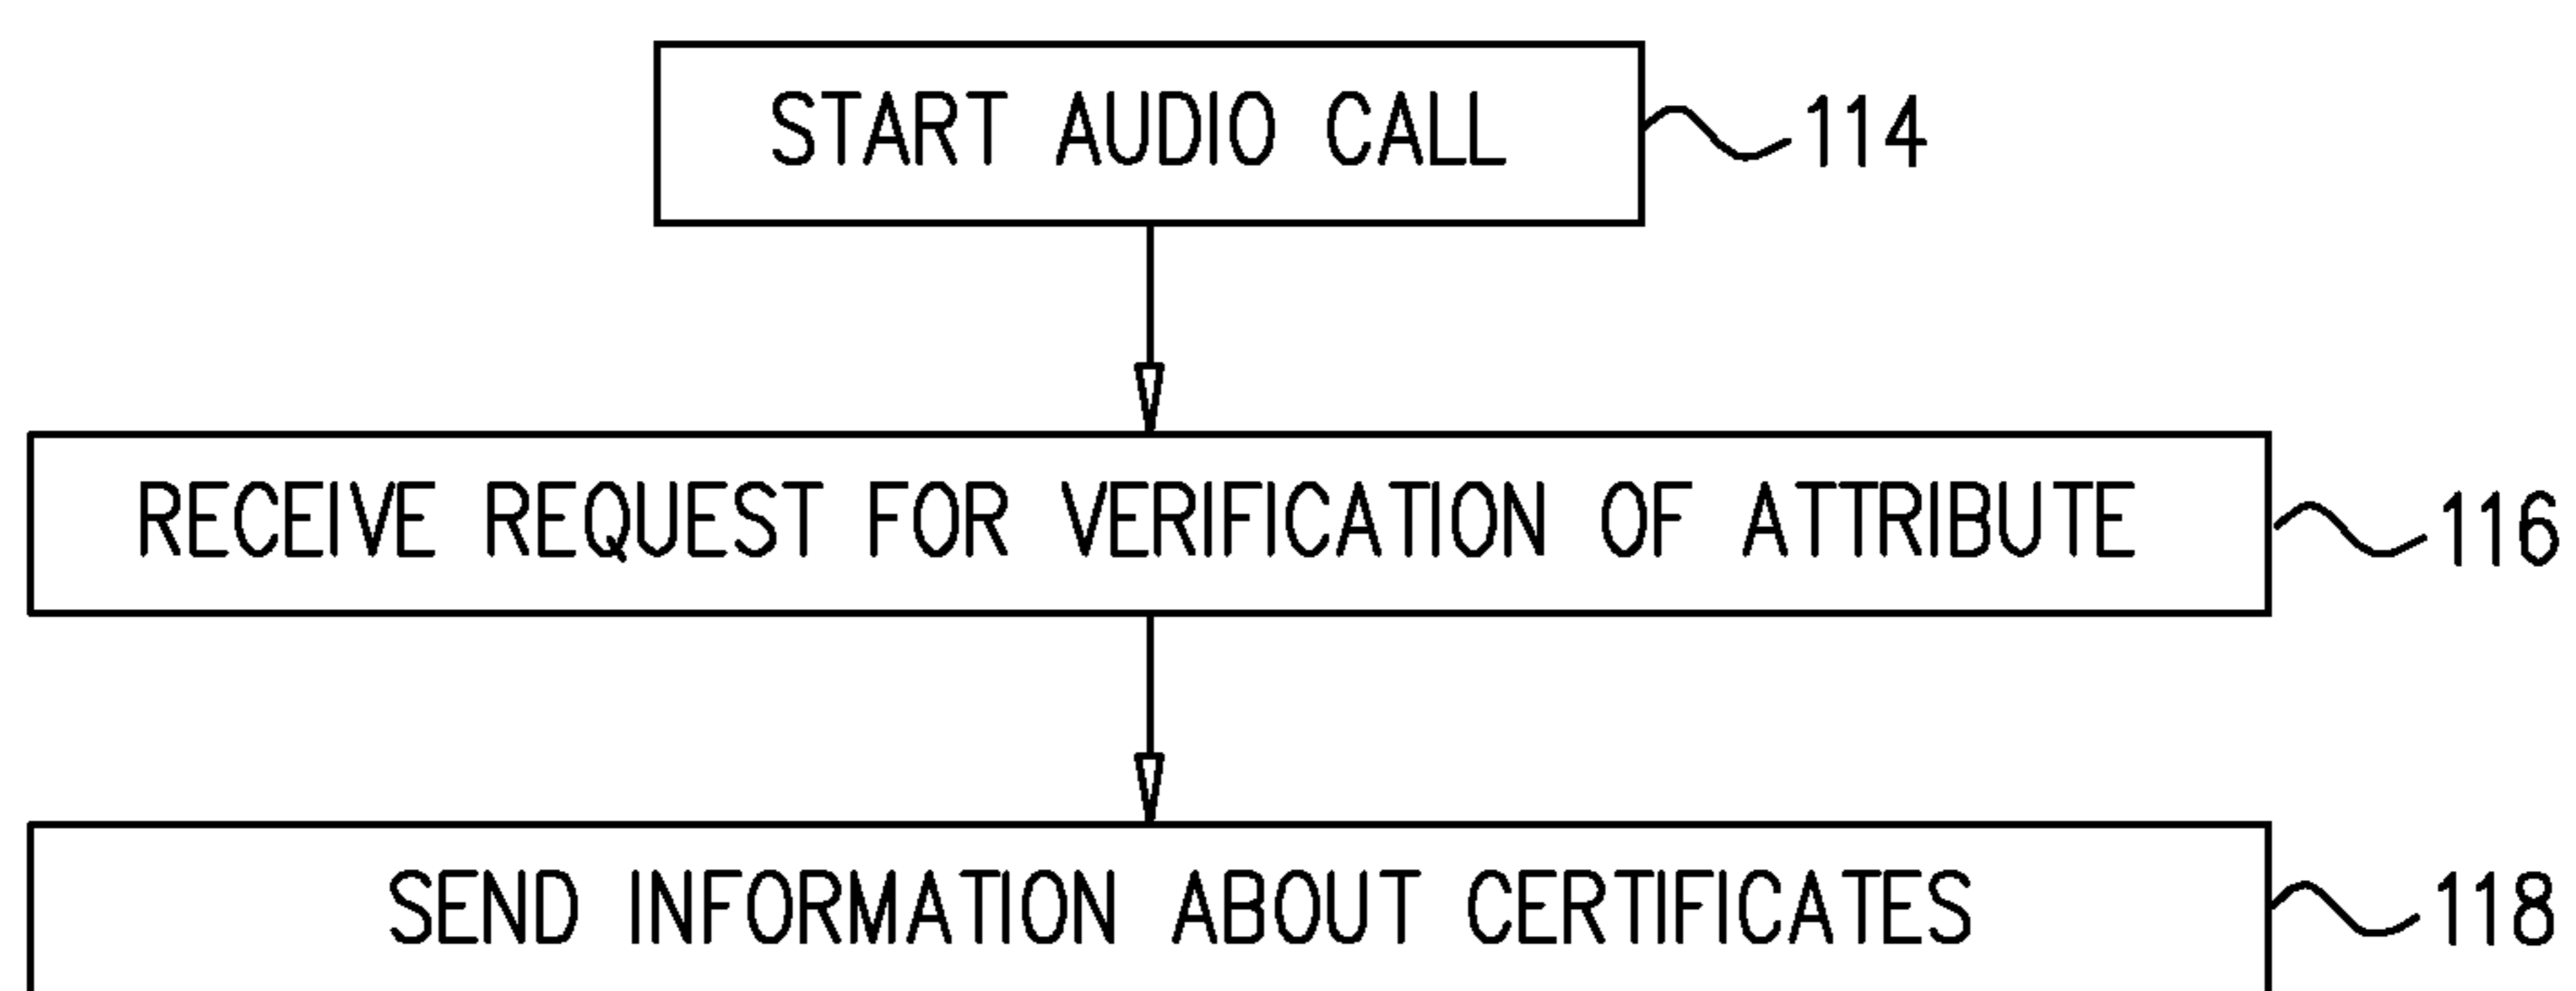 START AUDIO CALL 114
RECEIVE REQUEST FOR VERIFICATION OF ATTRIBUTE 116
SEND INFORMATION ABOUT CERTIFICATES 118